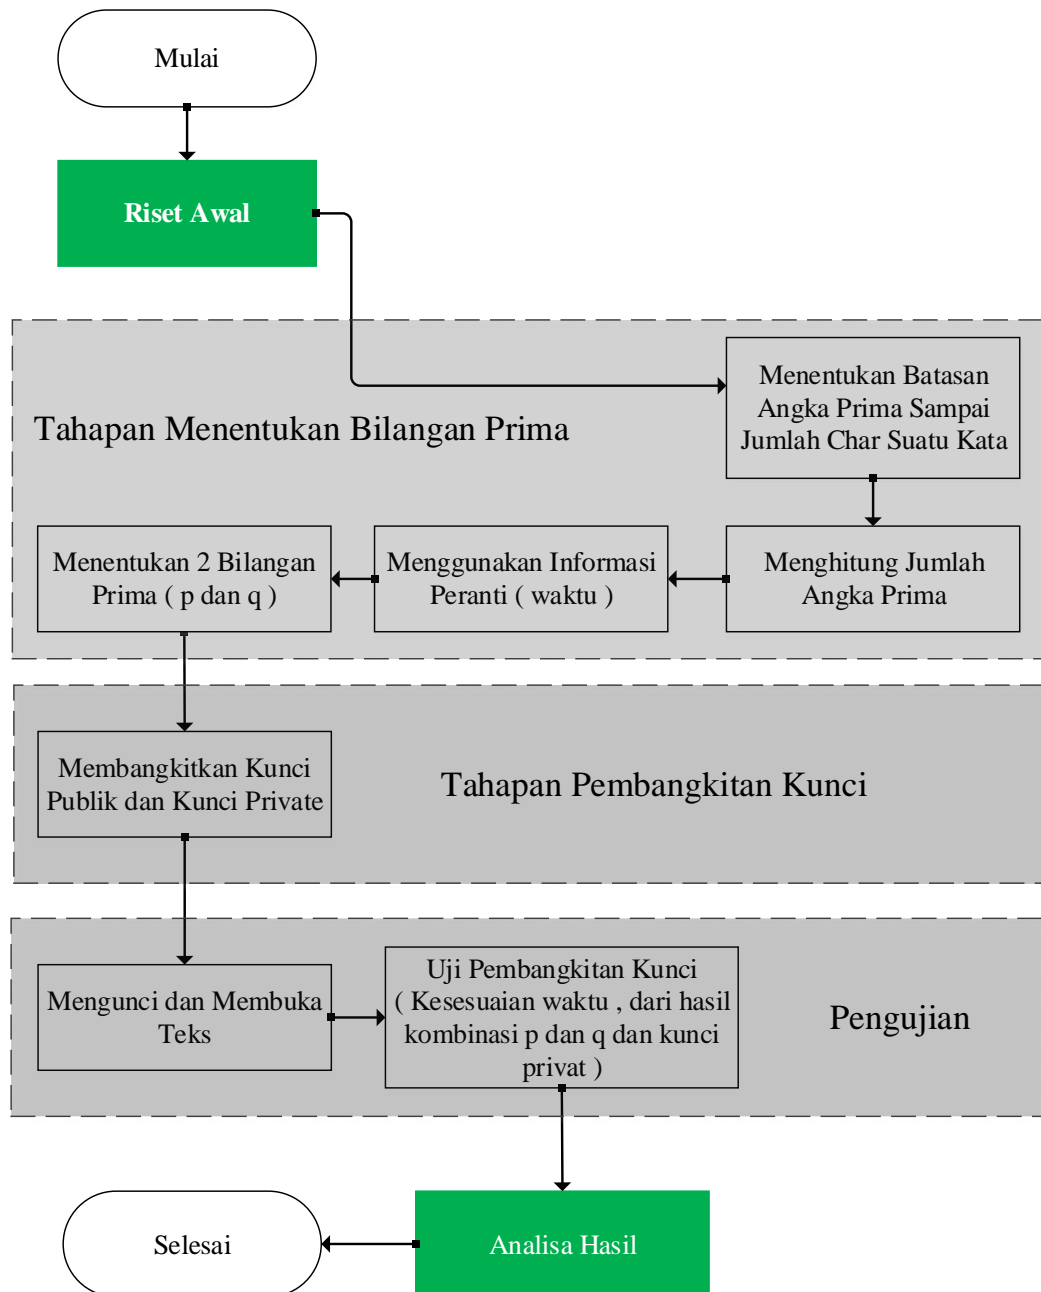 Mulai
Riset Awal
Menentukan Batasan
Angka Prima Sampai
Jumlah Char Suatu Kata
Tahapan Menentukan Bilangan Prima
Menentukan 2 Bilangan
Prima ( p dan q )
Menggunakan Informasi
Peranti ( waktu )
Menghitung Jumlah
Angka Prima
Membangkitkan Kunci
Publik dan Kunci Private
Tahapan Pembangkitan Kunci
Mengunci dan Membuka
Teks
Uji Pembangkitan Kunci
( Kesesuaian waktu , dari hasil
kombinasi p dan q dan kunci
privat )
Pengujian
Selesai
Analisa Hasil